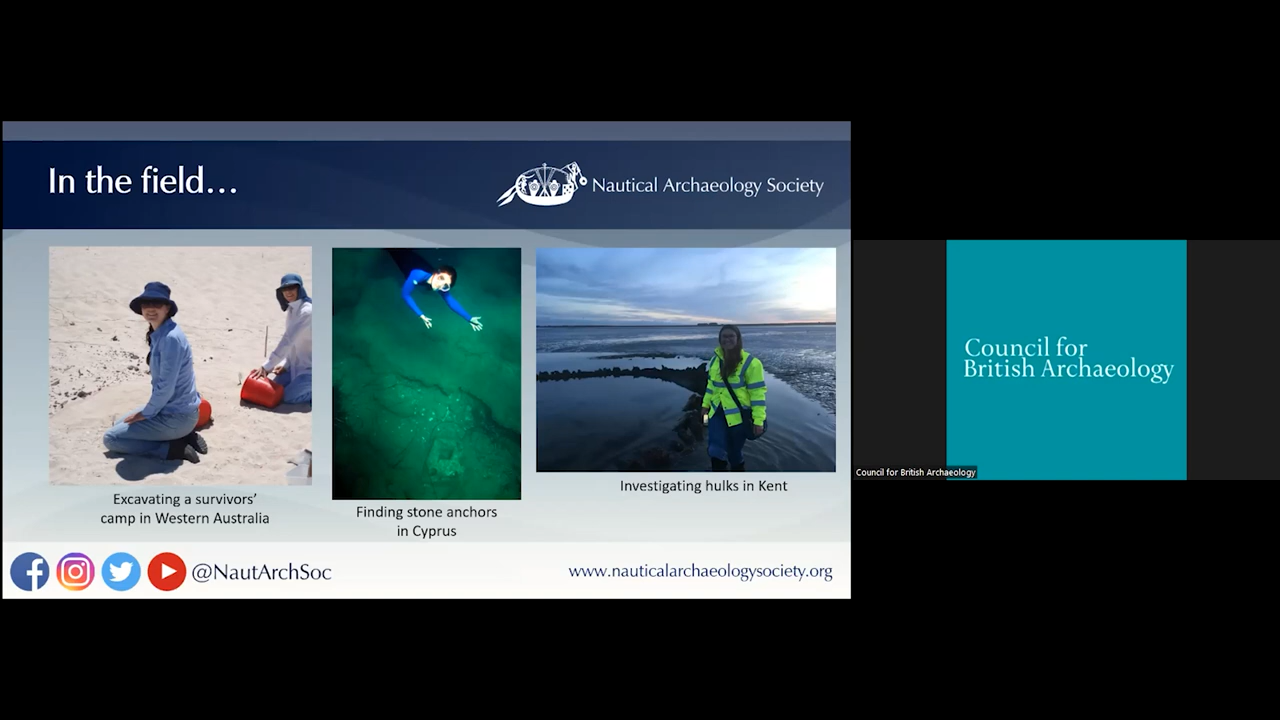 In the field…
Nautical Archaeology Society
Excavating a survivors’
camp in Western Australia
Finding stone anchors
in Cyprus
Investigating hulks in Kent
@NautArchSoc
www.nauticalarchaeologysociety.org
Council for
British Archaeology
Council for British Archaeology